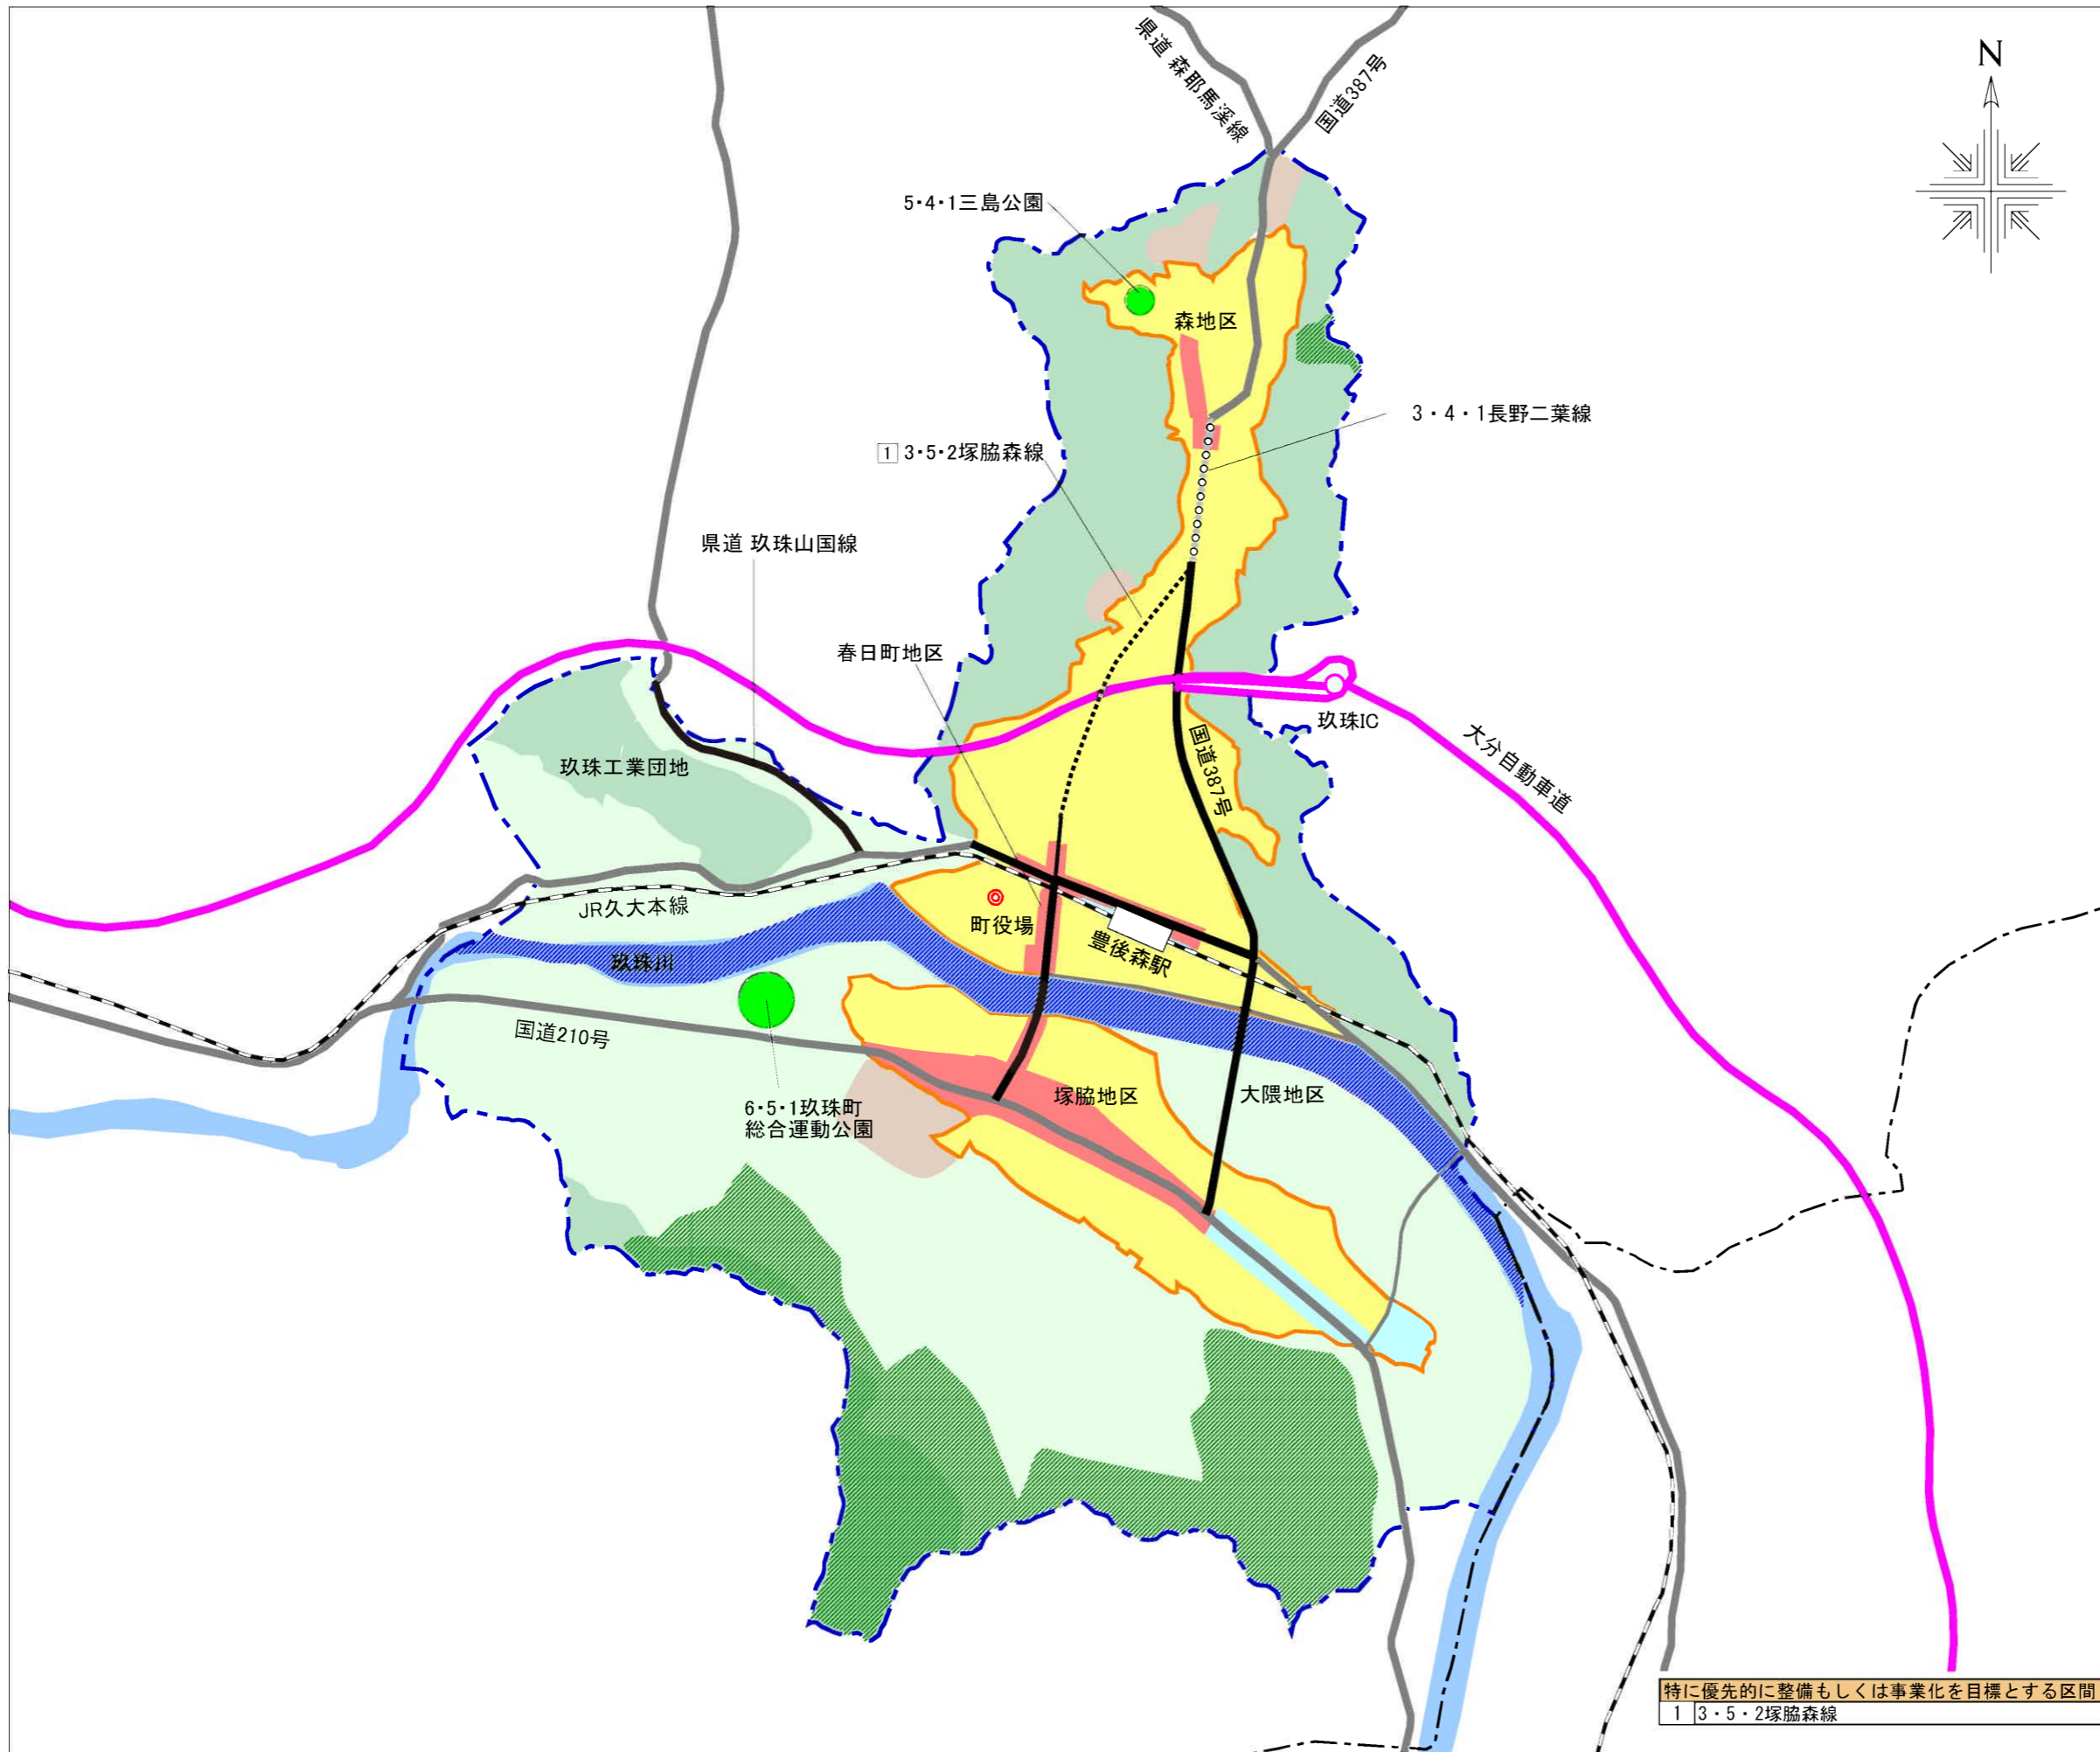 県道 森耶馬溪線
国道387号
N
5・4・1三島公園
森地区
3・4・1長野二葉線
1 3・5・2塚脇森線
県道 玖珠山国線
春日町地区
玖珠IC
大分自動車道
国道387号
玖珠工業団地
JR久大本線
町役場
豊後森駅
玖珠川
国道210号
塚脇地区
大隈地区
6・5・1玖珠町
総合運動公園
特に優先的に整備もしくは事業化を目標とする区間
1 3・5・2塚脇森線